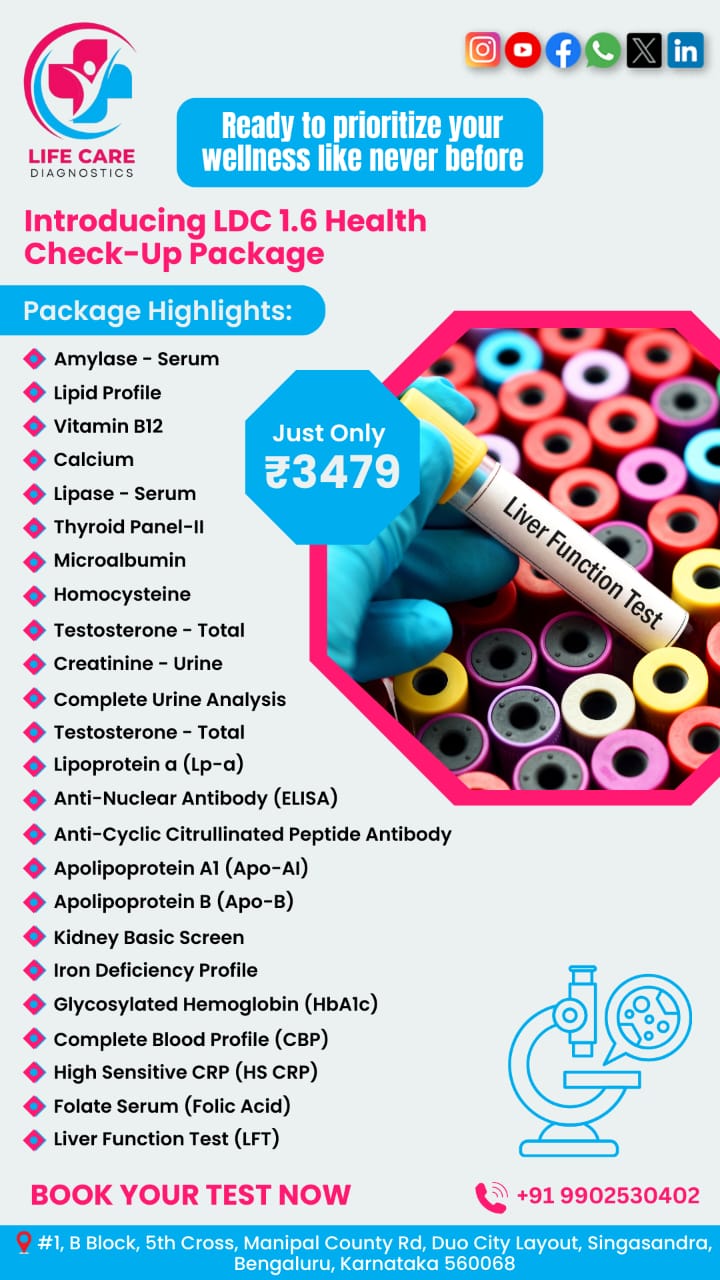 LIFE CARE
DIAGNOSTICS
Ready to prioritize your
wellness like never before
Introducing LDC 1.6 Health
Check-Up Package
Package Highlights:
Amylase - Serum
Lipid Profile
Vitamin B12
Calcium
Lipase - Serum
Thyroid Panel-II
Microalbumin
Homocysteine
Testosterone - Total
Creatinine - Urine
Complete Urine Analysis
Testosterone - Total
Lipoprotein a (Lp-a)
Anti-Nuclear Antibody (ELISA)
Anti-Cyclic Citrullinated Peptide Antibody
Apolipoprotein A1 (Apo-AI)
Apolipoprotein B (Apo-B)
Kidney Basic Screen
Iron Deficiency Profile
Glycosylated Hemoglobin (HbA1c)
Complete Blood Profile (CBP)
High Sensitive CRP (HS CRP)
Folate Serum (Folic Acid)
Liver Function Test (LFT)
Just Only
₹3479
Liver Function Test
BOOK YOUR TEST NOW
+91 9902530402
#1, B Block, 5th Cross, Manipal County Rd, Duo City Layout, Singasandra,
Bengaluru, Karnataka 560068